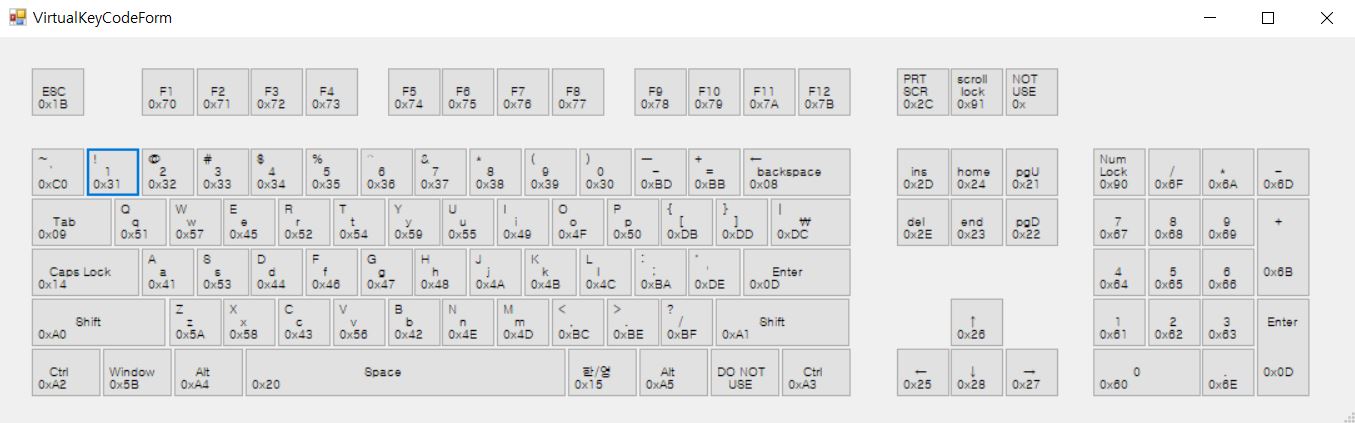 VirtualKeyCodeForm
ESC 0x1B
F1 0x70
F2 0x71
F3 0x72
F4 0x73
F5 0x74
F6 0x75
F7 0x76
F8 0x77
F9 0x78
F10 0x79
F11 0x7A
F12 0x7B
PRT SCR 0x2C
scroll lock 0x91
NOT USE 0x
~ ` 0xC0
! 1 0x31
@ 2 0x32
# 3 0x33
$ 4 0x34
% 5 0x35
^ 6 0x36
& 7 0x37
* 8 0x38
( 9 0x39
) 0 0x30
— - 0xBD
+ = 0xBB
← backspace 0x08
ins 0x2D
home 0x24
pgU 0x21
Num Lock 0x90
/ 0x6F
* 0x6A
- 0x6D
Tab 0x09
Q q 0x51
W w 0x57
E e 0x45
R r 0x52
T t 0x54
Y y 0x59
U u 0x55
I i 0x49
O o 0x4F
P p 0x50
{ [ 0xDB
} ] 0xDD
| ₩ 0xDC
del 0x2E
end 0x23
pgD 0x22
7 0x67
8 0x68
9 0x69
+ 0x6B
Caps Lock 0x14
A a 0x41
S s 0x53
D d 0x44
F f 0x46
G g 0x47
H h 0x48
J j 0x4A
K k 0x4B
L l 0x4C
: ; 0xBA
" ' 0xDE
Enter 0x0D
4 0x64
5 0x65
6 0x66
Shift 0xA0
Z z 0x5A
X x 0x58
C c 0x43
V v 0x56
B b 0x42
N n 0x4E
M m 0x4D
< , 0xBC
> . 0xBE
? / 0xBF
Shift 0xA1
↑ 0x26
1 0x61
2 0x62
3 0x63
Enter 0x0D
Ctrl 0xA2
Window 0x5B
Alt 0xA4
Space 0x20
한/영 0x15
Alt 0xA5
DO NOT USE
Ctrl 0xA3
← 0x25
↓ 0x28
→ 0x27
0 0x60
. 0x6E